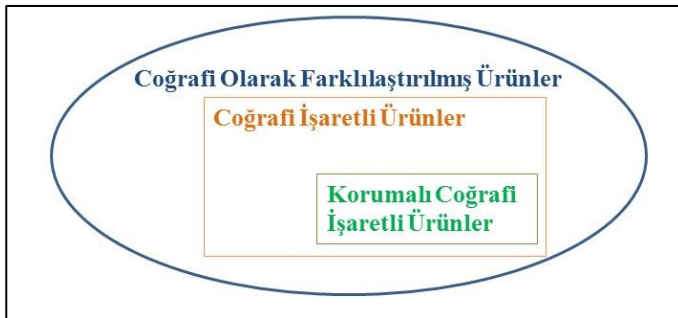 Coğrafi Olarak Farklılaştırılmış Ürünler
Coğrafi İşaretli Ürünler
Korumalı Coğrafi
İşaretli Ürünler